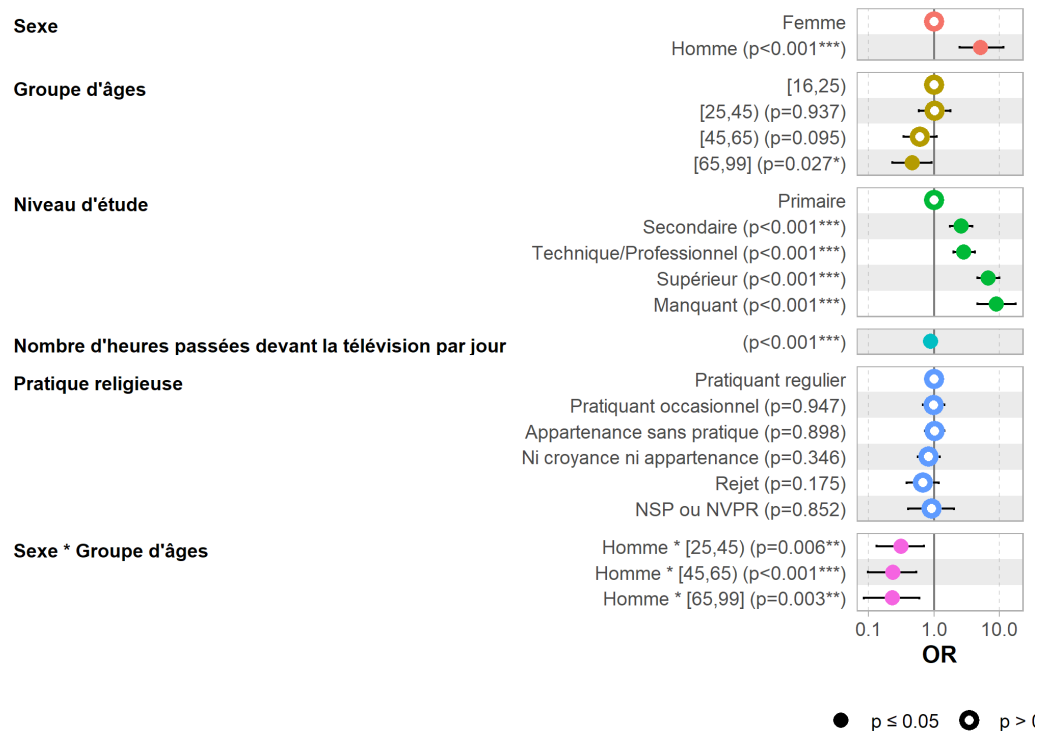 Sexe
Femme
Homme (p<0.001***)
Groupe d'âges
[16,25)
[25,45) (p=0.937)
[45,65) (p=0.095)
[65,99] (p=0.027*)
Niveau d'étude
Primaire
Secondaire (p<0.001***)
Technique/Professionnel (p<0.001***)
Supérieur (p<0.001***)
Manquant (p<0.001***)
Nombre d'heures passées devant la télévision par jour
(p<0.001***)
Pratique religieuse
Pratiquant regulier
Pratiquant occasionnel (p=0.947)
Appartenance sans pratique (p=0.898)
Ni croyance ni appartenance (p=0.346)
Rejet (p=0.175)
NSP ou NVPR (p=0.852)
Sexe * Groupe d'âges
Homme * [25,45) (p=0.006**)
Homme * [45,65) (p<0.001***)
Homme * [65,99] (p=0.003**)
0.1 1.0 10.0
OR
p ≤ 0.05 p >